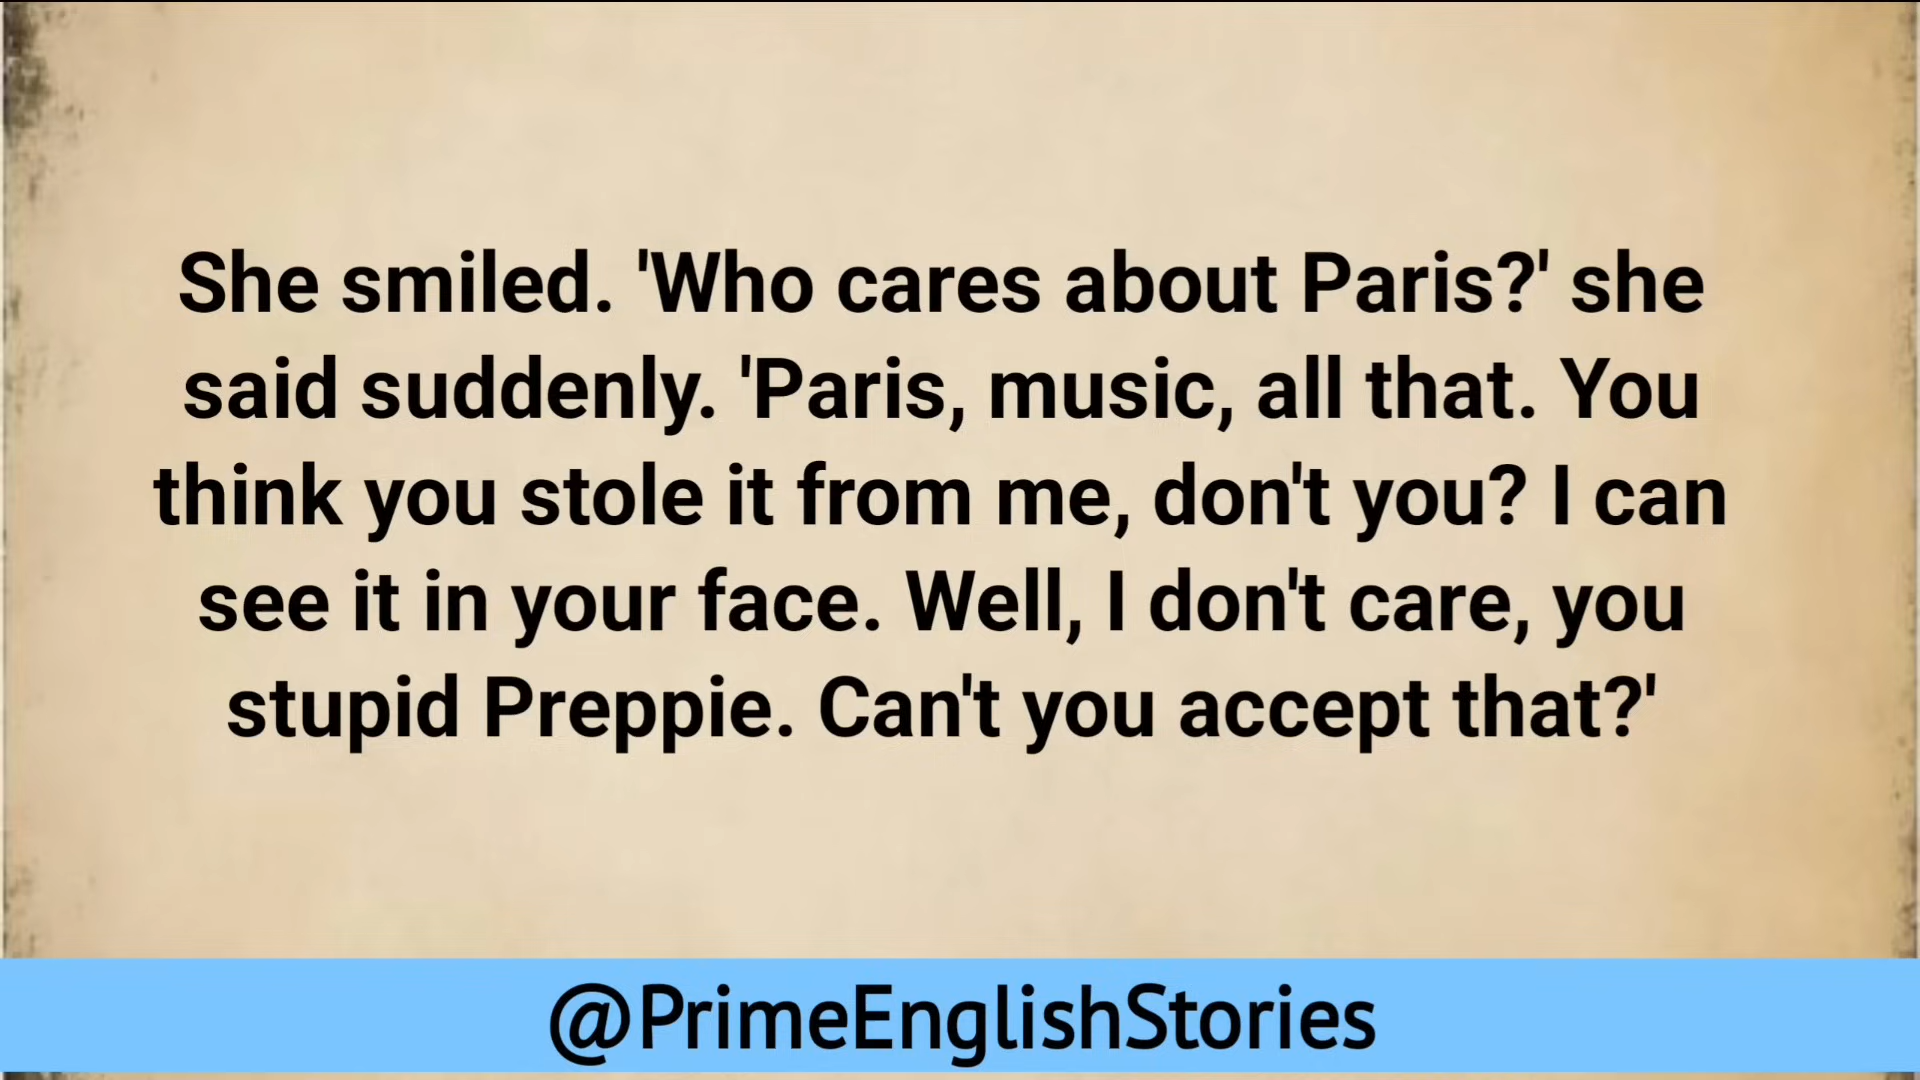 She smiled. 'Who cares about Paris?' she
said suddenly. 'Paris, music, all that. You
think you stole it from me, don't you? I can
see it in your face. Well, I don't care, you
stupid Preppie. Can't you accept that?'
@PrimeEnglishStories